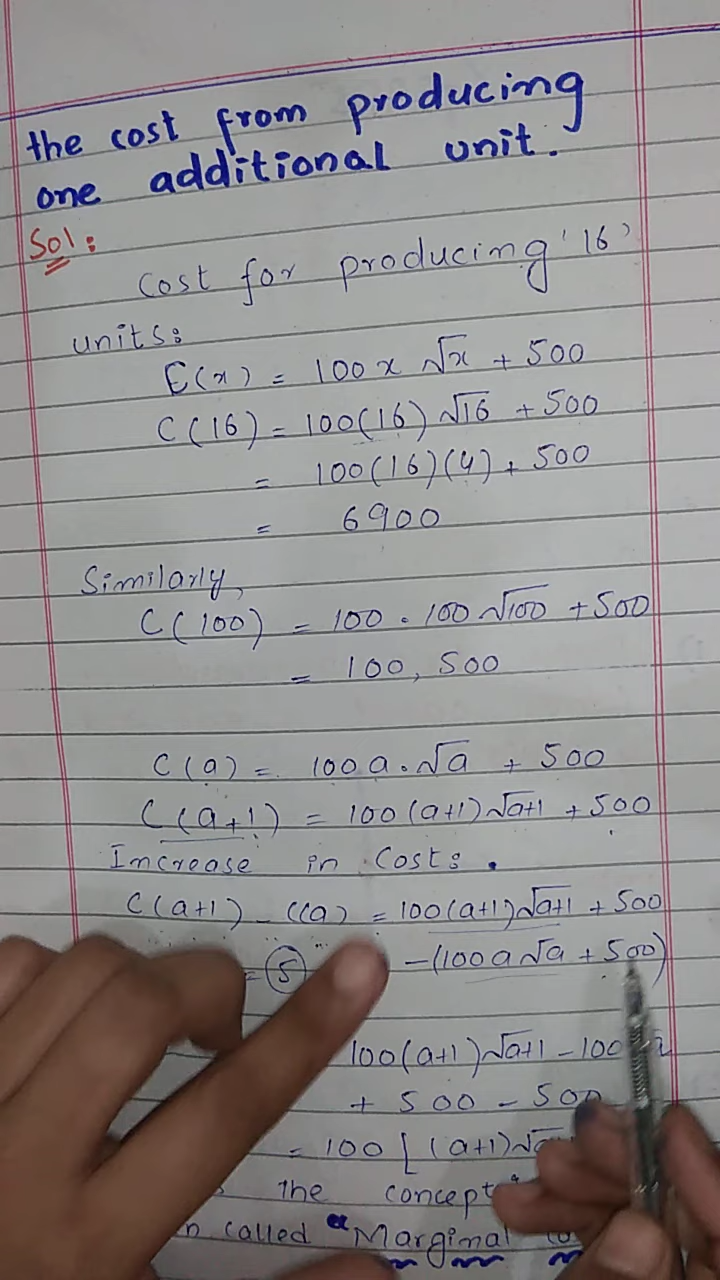 the cost from producing
one additional unit.
Sol:
Cost for producing '16'
units:
C(x) = 100x √x + 500
C(16) = 100(16) √16 + 500
= 100(16)(4) + 500
= 6900
Similarly,
C(100) = 100 . 100 √100 + 500
= 100,500
C(a) = 100a.√a + 500
C(a+1) = 100(a+1)√a+1 + 500
Increase in Cost:
C(a+1) - C(a) = 100(a+1)√a+1 + 500
= -(100a√a + 500)
100(a+1)√a+1 - 100
+ 500 - 500
= 100 [ (a+1)√
the concept
called "Marginal